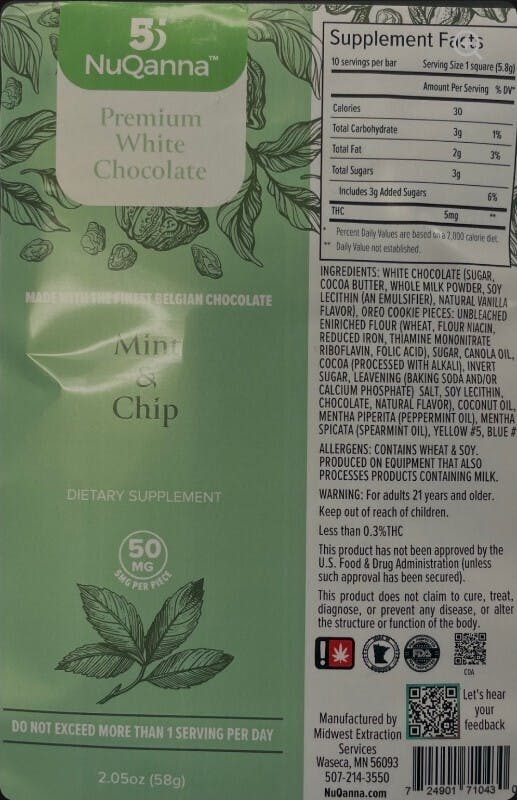 NuQanna™
Premium
White
Chocolate
MADE WITH THE FINEST BELGIAN CHOCOLATE
Mint
&
Chip
DIETARY SUPPLEMENT
50
MG
5MG PER PIECE
DO NOT EXCEED MORE THAN 1 SERVING PER DAY
2.05oz (58g)
Supplement Facts
10 servings per bar Serving Size 1 square (5.8g)
Amount Per Serving % DV*
Calories 30
Total Carbohydrate 3g 1%
Total Fat 2g 3%
Total Sugars 3g
Includes 3g Added Sugars 6%
THC 5mg **
* Percent Daily Values are based on a 2,800 calorie diet.
** Daily Value not established.
INGREDIENTS: WHITE CHOCOLATE (SUGAR,
COCOA BUTTER, WHOLE MILK POWDER, SOY
LECITHIN (AN EMULSIFIER), NATURAL VANILLA
FLAVOR), OREO COOKIE PIECES: UNBLEACHED
ENIRICHED FLOUR (WHEAT, FLOUR NIACIN,
REDUCED IRON, THIAMINE MONONITRATE
RIBOFLAVIN, FOLIC ACID), SUGAR, CANOLA OIL,
COCOA (PROCESSED WITH ALKALI), INVERT
SUGAR, LEAVENING (BAKING SODA AND/OR
CALCIUM PHOSPHATE) SALT, SOY LECITHIN,
CHOCOLATE, NATURAL FLAVOR), COCONUT OIL,
MENTHA PIPERITA (PEPPERMINT OIL), MENTHA
SPICATA (SPEARMINT OIL), YELLOW #5, BLUE #
ALLERGENS: CONTAINS WHEAT & SOY.
PRODUCED ON EQUIPMENT THAT ALSO
PROCESSES PRODUCTS CONTAINING MILK.
WARNING: For adults 21 years and older.
Keep out of reach of children.
Less than 0.3%THC
This product has not been approved by the
U.S. Food & Drug Administration (unless
such approval has been secured).
This product does not claim to cure, treat,
diagnose, or prevent any disease, or alter
the structure or function of the body.
FDA
COA
Let's hear
your
feedback
Manufactured by
Midwest Extraction
Services
Waseca, MN 56093
507-214-3550
NuQanna.com
7 24901 71043 0